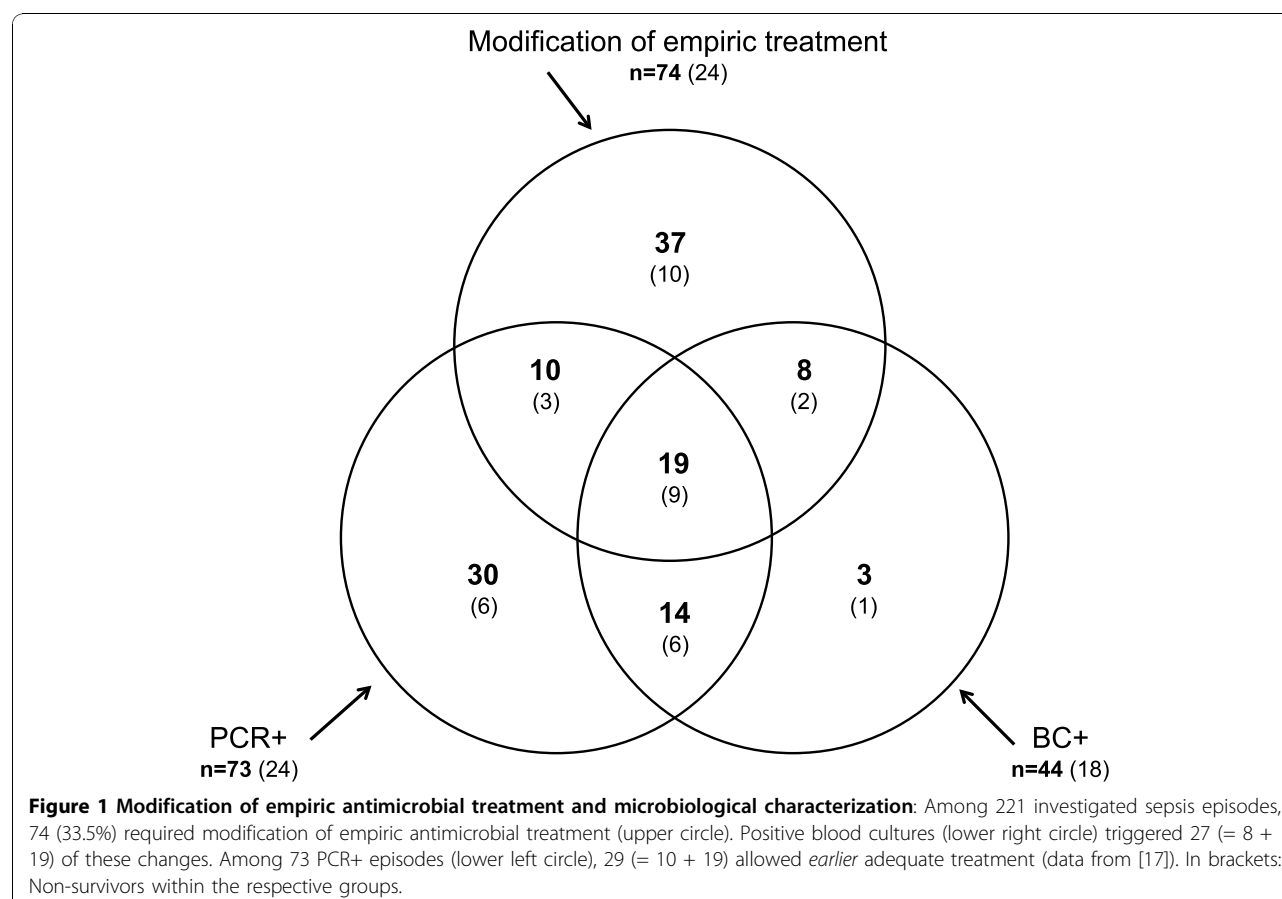 Modification of empiric treatment
n=74 (24)
37
(10)
10
(3)
8
(2)
19
(9)
30
(6)
14
(6)
3
(1)
PCR+
n=73 (24)
BC+
n=44 (18)
Figure 1 Modification of empiric antimicrobial treatment and microbiological characterization: Among 221 investigated sepsis episodes,
74 (33.5%) required modification of empiric antimicrobial treatment (upper circle). Positive blood cultures (lower right circle) triggered 27 (= 8 +
19) of these changes. Among 73 PCR+ episodes (lower left circle), 29 (= 10 + 19) allowed earlier adequate treatment (data from [17]). In brackets:
Non-survivors within the respective groups.